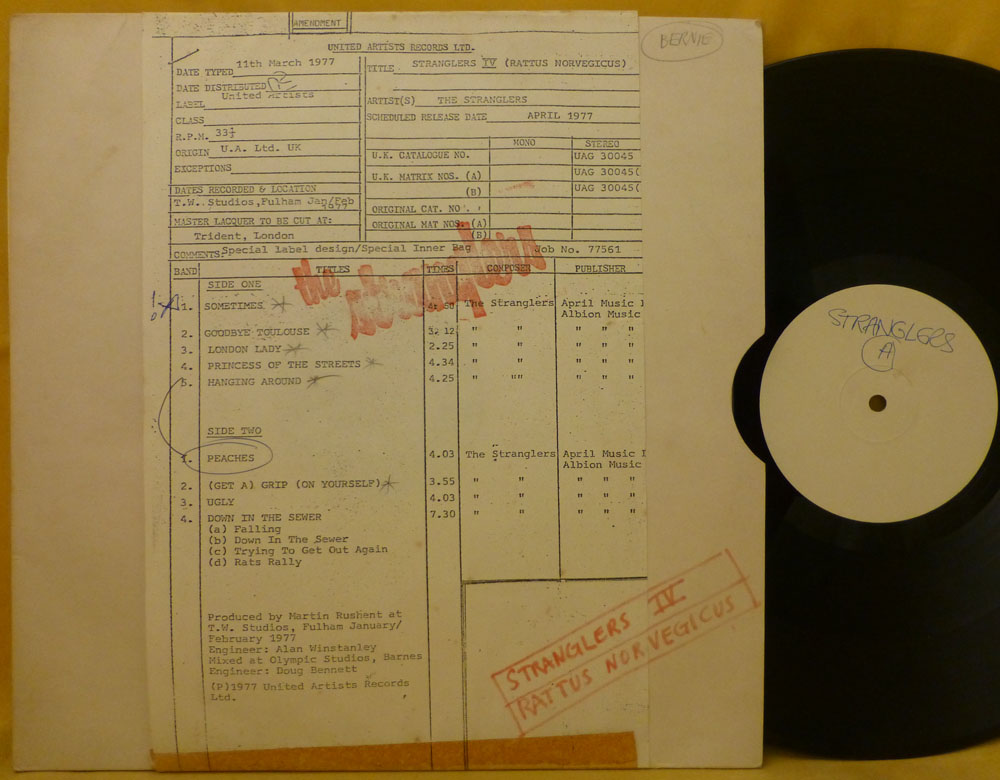 AMENDMENT
BERNIE
UNITED ARTISTS RECORDS LTD.
DATE TYPED 11th March 1977
TITLE STRANGLERS IV (RATTUS NORVEGICUS)
DATE DISTRIBUTED
LABEL United Artists
ARTIST(S) THE STRANGLERS
CLASS
SCHEDULED RELEASE DATE APRIL 1977
R.P.M. 33⅓
ORIGIN U.A. Ltd. UK
MONO STEREO
EXCEPTIONS
U.K. CATALOGUE NO. UAG 30045
U.K. MATRIX NOS. (A) UAG 30045(
(B) UAG 30045(
DATES RECORDED & LOCATION
T.W. Studios, Fulham Jan/Feb
1977
ORIGINAL CAT. NO.
MASTER LACQUER TO BE CUT AT:
ORIGINAL MAT NOS. (A)
(B)
Trident, London
COMMENTS: Special Label design/Special Inner Bag Job No. 77561
BAND TITLES TIMES COMPOSER PUBLISHER
the stranglers
SIDE ONE
1. SOMETIMES The Stranglers April Music
Albion Music
2. GOODBYE TOULOUSE 3.12 " " " " "
3. LONDON LADY 2.25 " " " " "
4. PRINCESS OF THE STREETS 4.34 " " " " "
5. HANGING AROUND 4.25 " "" " " "
SIDE TWO
1. PEACHES 4.03 The Stranglers April Music
Albion Music
2. (GET A) GRIP (ON YOURSELF) 3.55 " " " " "
3. UGLY 4.03 " " " " "
4. DOWN IN THE SEWER 7.30 " " " " "
(a) Falling
(b) Down In The Sewer
(c) Trying To Get Out Again
(d) Rats Rally
Produced by Martin Rushent at
T.W. Studios, Fulham January/
February 1977
Engineer: Alan Winstanley
Mixed at Olympic Studios, Barnes
Engineer: Doug Bennett
(P)1977 United Artists Records
Ltd.
STRANGLERS IV
RATTUS NORVEGICUS
STRANGLERS
A